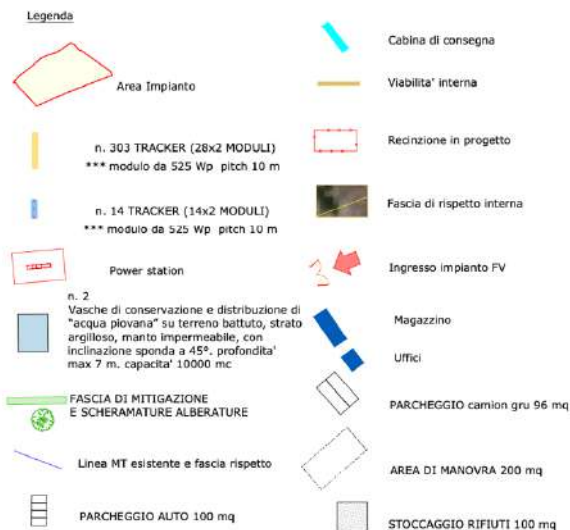 Legenda
Area Impianto
n. 303 TRACKER (28x2 MODULI)
*** modulo da 525 Wp pitch 10 m
n. 14 TRACKER (14x2 MODULI)
*** modulo da 525 Wp pitch 10 m
Power station
n. 2
Vasche di conservazione e distribuzione di
"acqua piovana" su terreno battuto, strato
argilloso, manto impermeabile, con
inclinazione sponda a 45°. profondita'
max 7 m. capacita' 10000 mc
FASCIA DI MITIGAZIONE
E SCHERAMATURE ALBERATURE
Linea MT esistente e fascia rispetto
PARCHEGGIO AUTO 100 mq
Cabina di consegna
Viabilita' interna
Recinzione in progetto
Fascia di rispetto interna
Ingresso impianto FV
Magazzino
Uffici
PARCHEGGIO camion gru 96 mq
AREA DI MANOVRA 200 mq
STOCCAGGIO RIFIUTI 100 mq